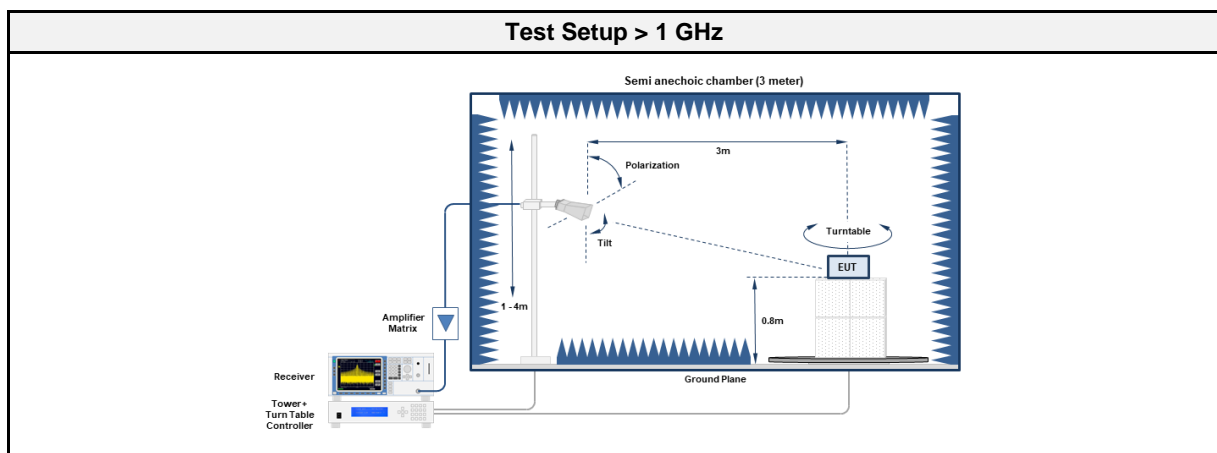 Test Setup > 1 GHz
Semi anechoic chamber (3 meter)
3m
Polarization
Tilt
Turntable
EUT
1 - 4m
0.8m
Amplifier
Matrix
Receiver
Ground Plane
Tower+
Turn Table
Controller